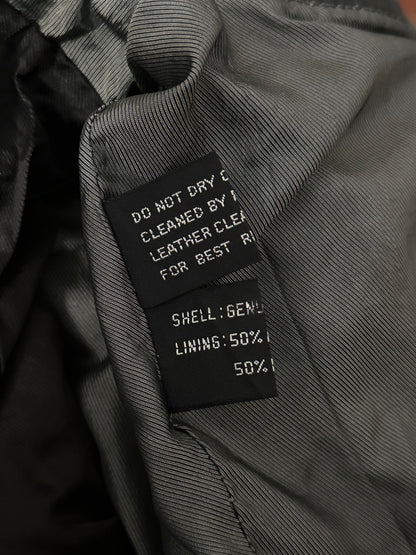 DO NOT DRY
CLEANED BY
LEATHER CLEA
FOR BEST R
SHELL:GENU
LINING:50%
50%